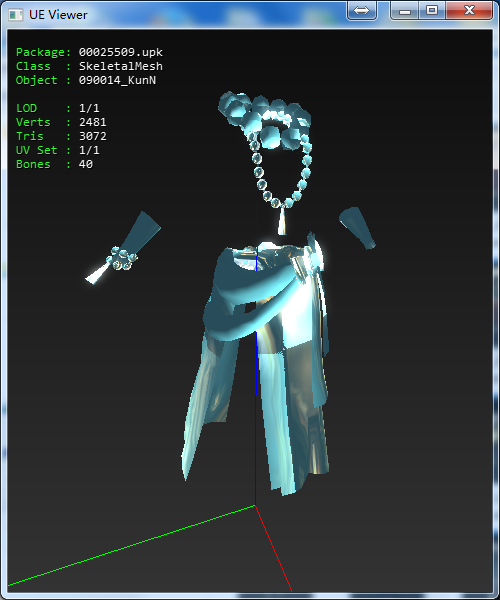 UE Viewer
Package: 00025509.upk
Class  : SkeletalMesh
Object : 090014_KunN
LOD    : 1/1
Verts  : 2481
Tris   : 3072
UV Set : 1/1
Bones  : 40